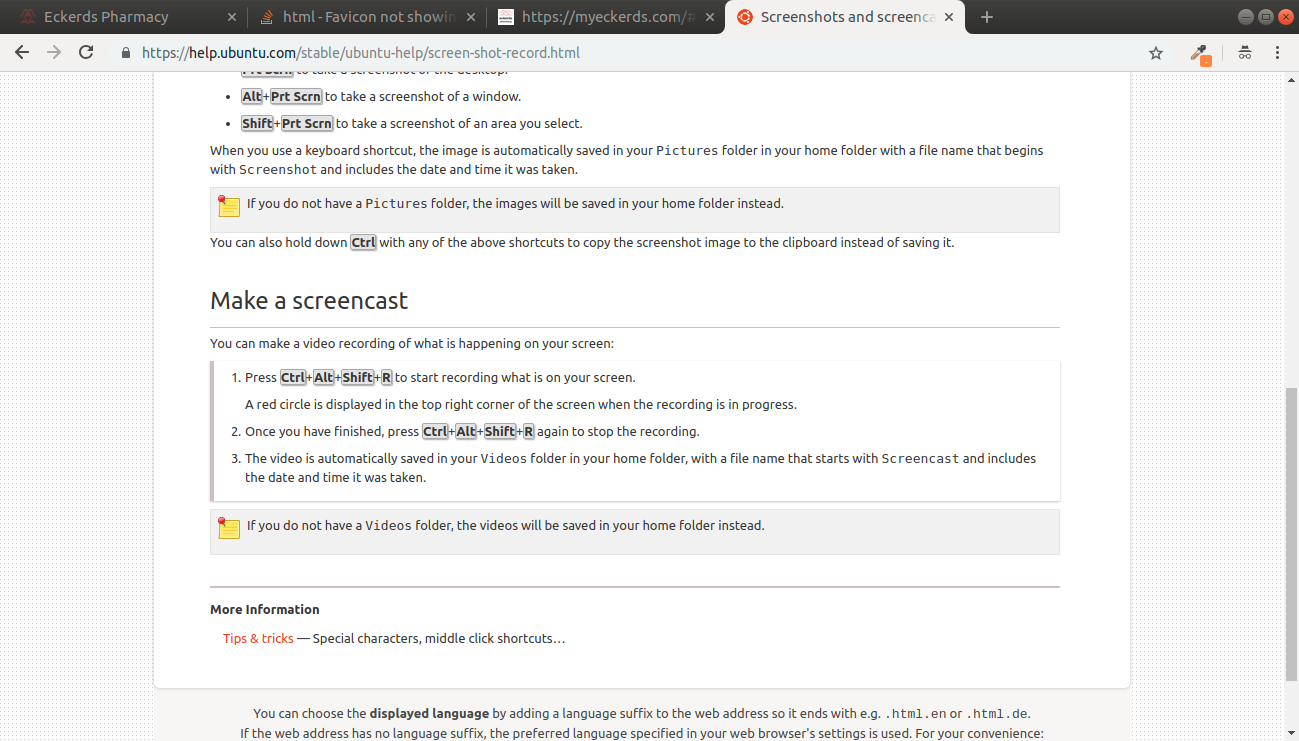 Eckerds Pharmacy
html - Favicon not showin
https://myeckerds.com/#
Screenshots and screenca
https://help.ubuntu.com/stable/ubuntu-help/screen-shot-record.html
Prt Scrn to take a screenshot of the desktop.
• Alt+Prt Scrn to take a screenshot of a window.
• Shift+Prt Scrn to take a screenshot of an area you select.
When you use a keyboard shortcut, the image is automatically saved in your Pictures folder in your home folder with a file name that begins
with Screenshot and includes the date and time it was taken.
If you do not have a Pictures folder, the images will be saved in your home folder instead.
You can also hold down Ctrl with any of the above shortcuts to copy the screenshot image to the clipboard instead of saving it.
Make a screencast
You can make a video recording of what is happening on your screen:
1. Press Ctrl+Alt+Shift+R to start recording what is on your screen.
A red circle is displayed in the top right corner of the screen when the recording is in progress.
2. Once you have finished, press Ctrl+Alt+Shift+R again to stop the recording.
3. The video is automatically saved in your Videos folder in your home folder, with a file name that starts with Screencast and includes
the date and time it was taken.
If you do not have a Videos folder, the videos will be saved in your home folder instead.
More Information
Tips & tricks — Special characters, middle click shortcuts…
You can choose the displayed language by adding a language suffix to the web address so it ends with e.g. .html.en or .html.de.
If the web address has no language suffix, the preferred language specified in your web browser's settings is used. For your convenience: